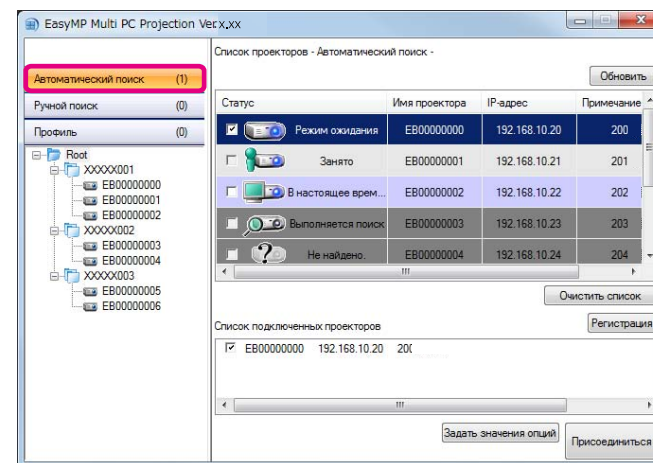 EasyMP Multi PC Projection Ver.x.xx
Список проекторов - Автоматический поиск -
Автоматический поиск (1)
Ручной поиск (0)
Профиль (0)
Root
XXXXX001
EB00000000
EB00000001
EB00000002
XXXXX002
EB00000003
EB00000004
XXXXX003
EB00000005
EB00000006
Обновить
Статус Имя проектора IP-адрес Примечание
Режим ожидания EB00000000 192.168.10.20 200
Занято EB00000001 192.168.10.21 201
В настоящее врем... EB00000002 192.168.10.22 202
Выполняется поиск EB00000003 192.168.10.23 203
Не найдено. EB00000004 192.168.10.24 204
Очистить список
Список подключенных проекторов
Регистрация
EB00000000 192.168.10.20 200
Задать значения опций
Присоединиться